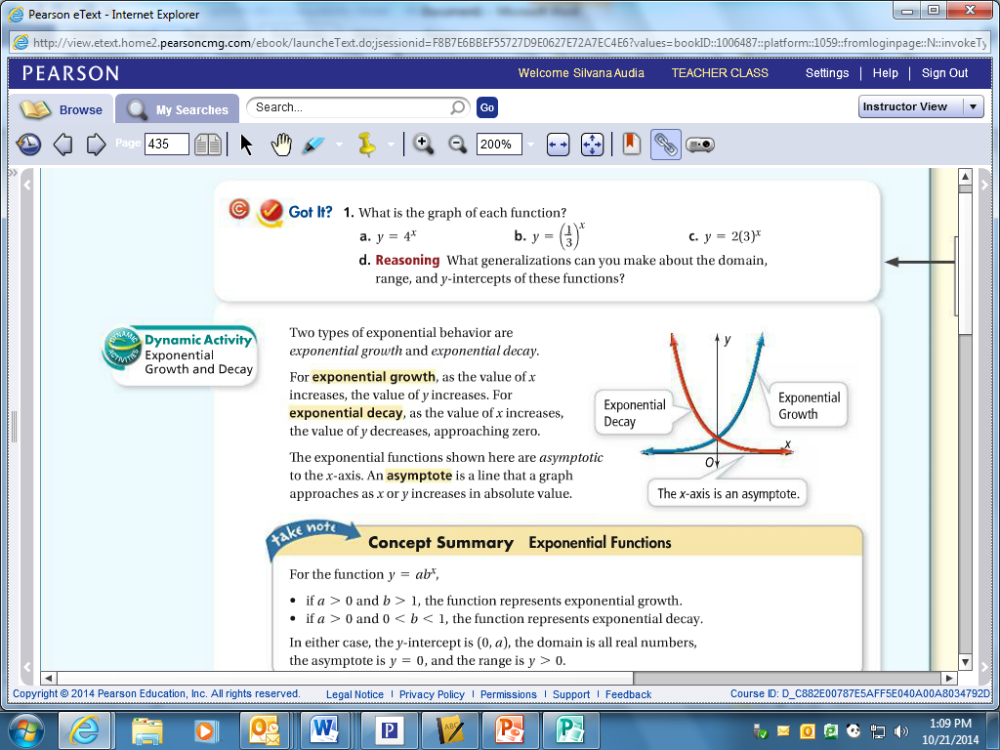 Pearson eText - Internet Explorer
http://view.etext.home2.pearsoncmg.com/ebook/launcheText.do;jsessionid=F8B7E6BBEF55727D9E0627E72A7EC4E6?values=bookID::1006487::platform::1059::fromloginpage::N::invokeTy
PEARSON
Welcome Silvana Audia TEACHER CLASS Settings | Help | Sign Out
Browse My Searches Search... Go Instructor View
Page 435 200%
Got It? 1. What is the graph of each function?
a. y = 4^x b. y = (1/3)^x c. y = 2(3)^x
d. Reasoning What generalizations can you make about the domain,
range, and y-intercepts of these functions?
Dynamic Activity
Exponential
Growth and Decay
DYNAMIC ACTIVITIES
Two types of exponential behavior are
exponential growth and exponential decay.
For exponential growth, as the value of x
increases, the value of y increases. For
exponential decay, as the value of x increases,
the value of y decreases, approaching zero.
The exponential functions shown here are asymptotic
to the x-axis. An asymptote is a line that a graph
approaches as x or y increases in absolute value.
y
Exponential
Decay
Exponential
Growth
x
O
The x-axis is an asymptote.
take note
Concept Summary Exponential Functions
For the function y = ab^x,
• if a > 0 and b > 1, the function represents exponential growth.
• if a > 0 and 0 < b < 1, the function represents exponential decay.
In either case, the y-intercept is (0, a), the domain is all real numbers,
the asymptote is y = 0, and the range is y > 0.
Copyright © 2014 Pearson Education, Inc. All rights reserved. Legal Notice | Privacy Policy | Permissions | Support | Feedback Course ID: D_C882E00787E5AFF5E040A00A8034792D
1:09 PM
10/21/2014